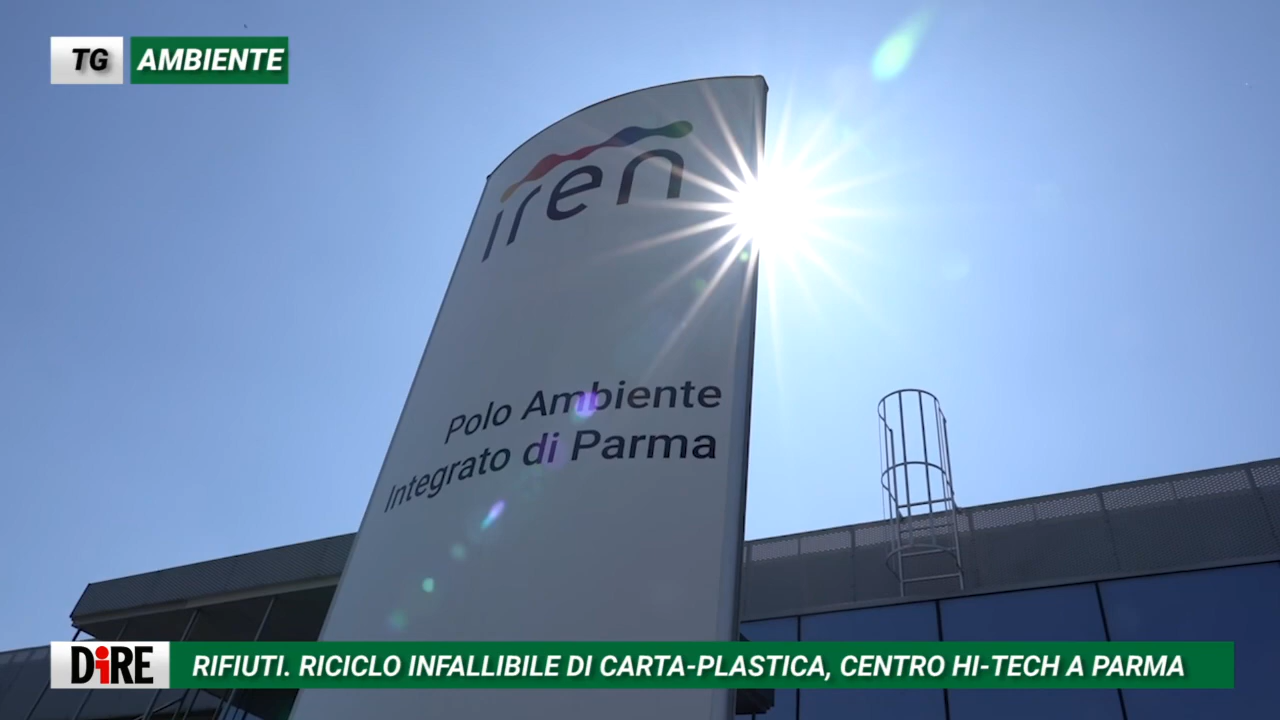 TG AMBIENTE
iren
Polo Ambiente
Integrato di Parma
DiRE RIFIUTI. RICICLO INFALLIBILE DI CARTA-PLASTICA, CENTRO HI-TECH A PARMA